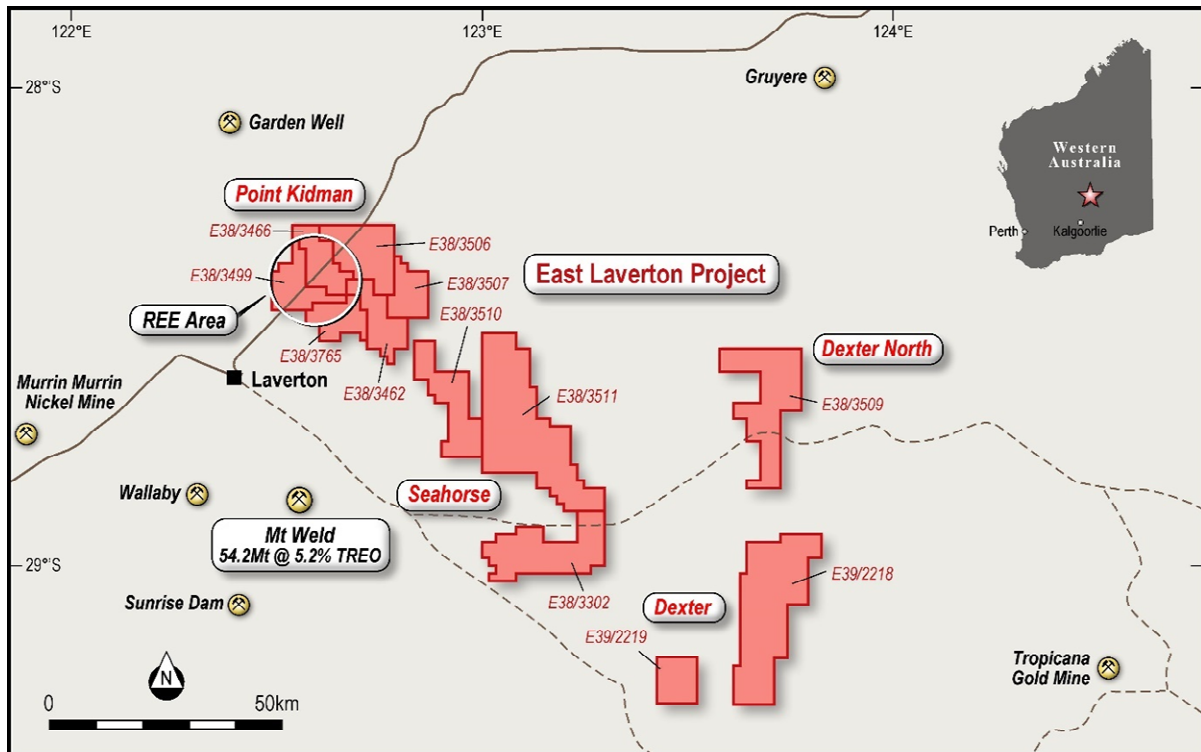 122°E
123°E
124°E
28°S
Gruyere
Garden Well
Western
Australia
Perth
Kalgoorlie
Point Kidman
E38/3466
E38/3506
E38/3499
East Laverton Project
E38/3507
E38/3510
REE Area
E38/3765
Dexter North
Laverton
E38/3462
E38/3511
E38/3509
Murrin Murrin
Nickel Mine
Wallaby
Seahorse
Mt Weld
54.2Mt @ 5.2% TREO
29°S
E38/3302
E39/2218
Sunrise Dam
Dexter
E39/2219
Tropicana
Gold Mine
N
0
50km